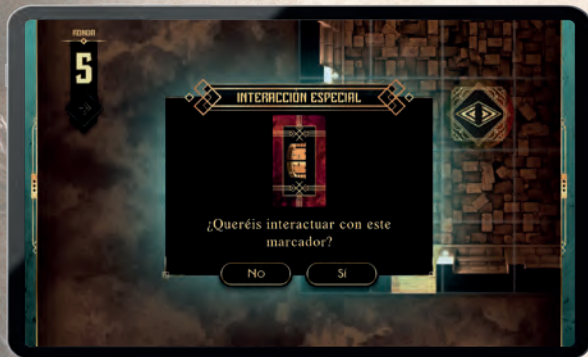 RONDA
5
INTERACCIÓN ESPECIAL
¿Queréis interactuar con este
marcador?
No
Sí